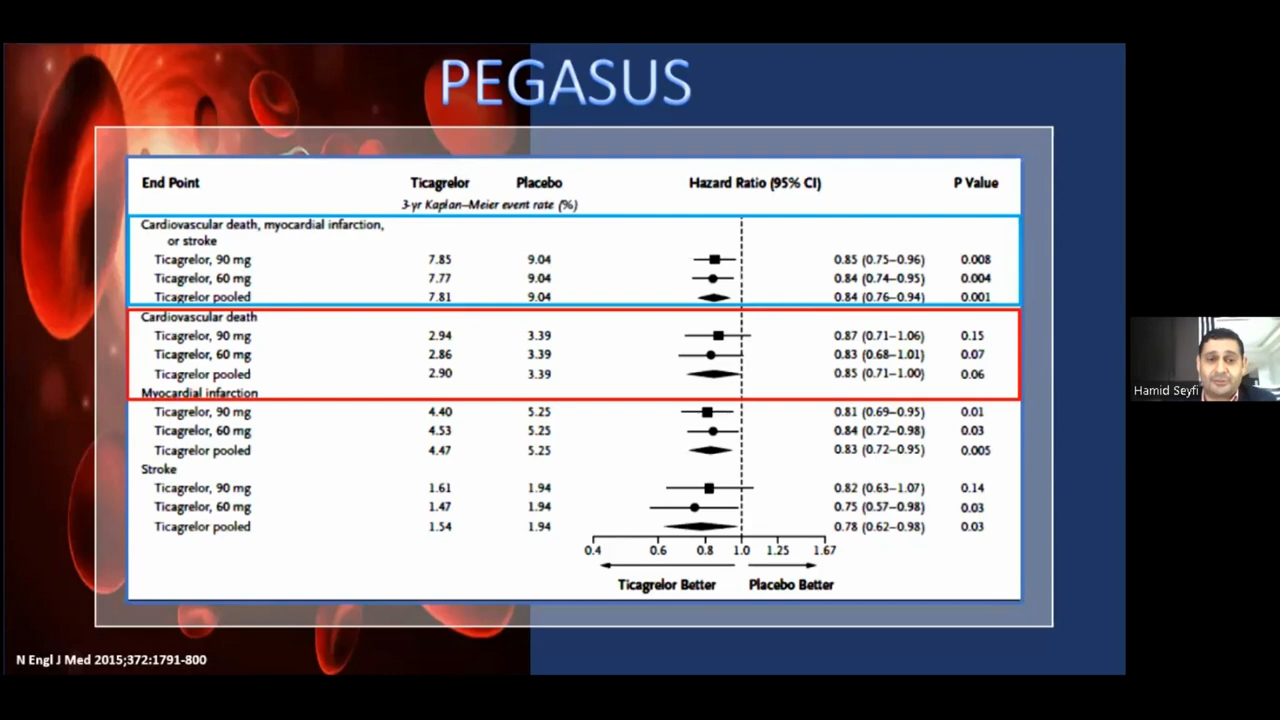 PEGASUS
End Point Ticagrelor Placebo Hazard Ratio (95% CI) P Value
3-yr Kaplan–Meier event rate (%)
Cardiovascular death, myocardial infarction,
or stroke
Ticagrelor, 90 mg 7.85 9.04 0.85 (0.75–0.96) 0.008
Ticagrelor, 60 mg 7.77 9.04 0.84 (0.74–0.95) 0.004
Ticagrelor pooled 7.81 9.04 0.84 (0.76–0.94) 0.001
Cardiovascular death
Ticagrelor, 90 mg 2.94 3.39 0.87 (0.71–1.06) 0.15
Ticagrelor, 60 mg 2.86 3.39 0.83 (0.68–1.01) 0.07
Ticagrelor pooled 2.90 3.39 0.85 (0.71–1.00) 0.06
Myocardial infarction
Ticagrelor, 90 mg 4.40 5.25 0.81 (0.69–0.95) 0.01
Ticagrelor, 60 mg 4.53 5.25 0.84 (0.72–0.98) 0.03
Ticagrelor pooled 4.47 5.25 0.83 (0.72–0.95) 0.005
Stroke
Ticagrelor, 90 mg 1.61 1.94 0.82 (0.63–1.07) 0.14
Ticagrelor, 60 mg 1.47 1.94 0.75 (0.57–0.98) 0.03
Ticagrelor pooled 1.54 1.94 0.78 (0.62–0.98) 0.03
0.4 0.6 0.8 1.0 1.25 1.67
Ticagrelor Better Placebo Better
N Engl J Med 2015;372:1791-800
Hamid Seyfi